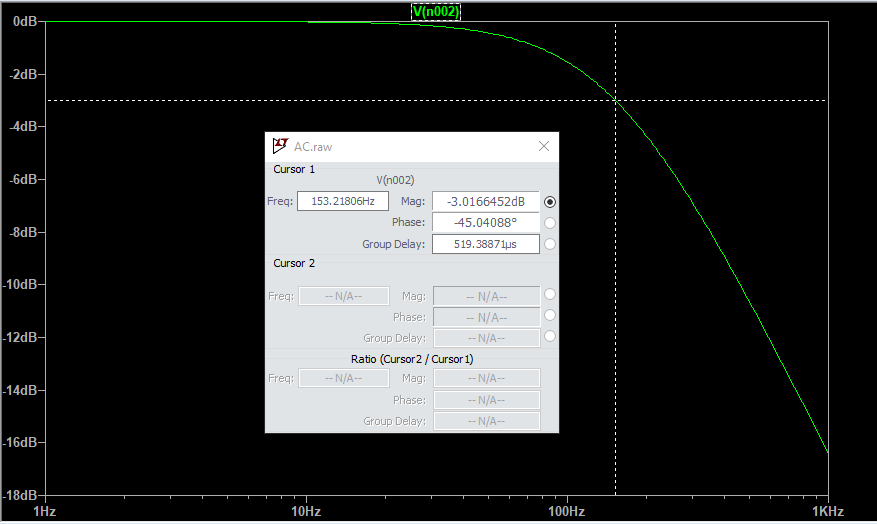 V(n002)
0dB
-2dB
-4dB
-6dB
-8dB
-10dB
-12dB
-14dB
-16dB
-18dB
1Hz
10Hz
100Hz
1KHz
AC.raw
Cursor 1
V(n002)
Freq: 153.21806Hz Mag: -3.0166452dB
Phase: -45.04088°
Group Delay: 519.38871µs
Cursor 2
Freq: -- N/A-- Mag: -- N/A--
Phase: -- N/A--
Group Delay: -- N/A--
Ratio (Cursor2 / Cursor1)
Freq: -- N/A-- Mag: -- N/A--
Phase: -- N/A--
Group Delay: -- N/A--